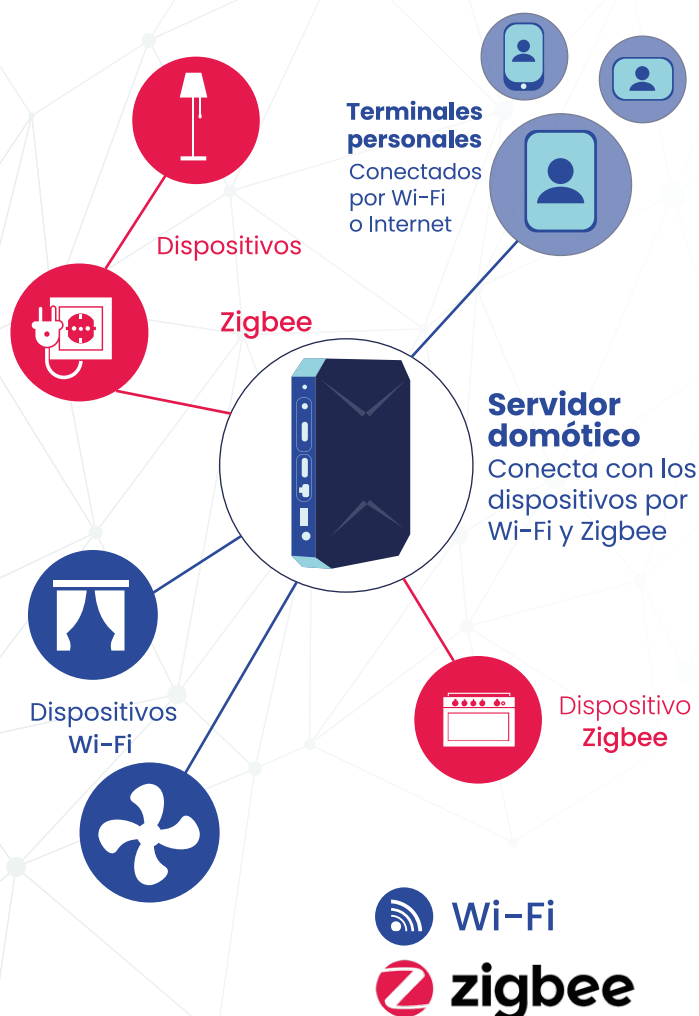 Terminales
personales
Conectados
por Wi-Fi
o Internet
Dispositivos
Zigbee
Servidor
domótico
Conecta con los
dispositivos por
Wi-Fi y Zigbee
Dispositivos
Wi-Fi
Dispositivo
Zigbee
Wi-Fi
zigbee